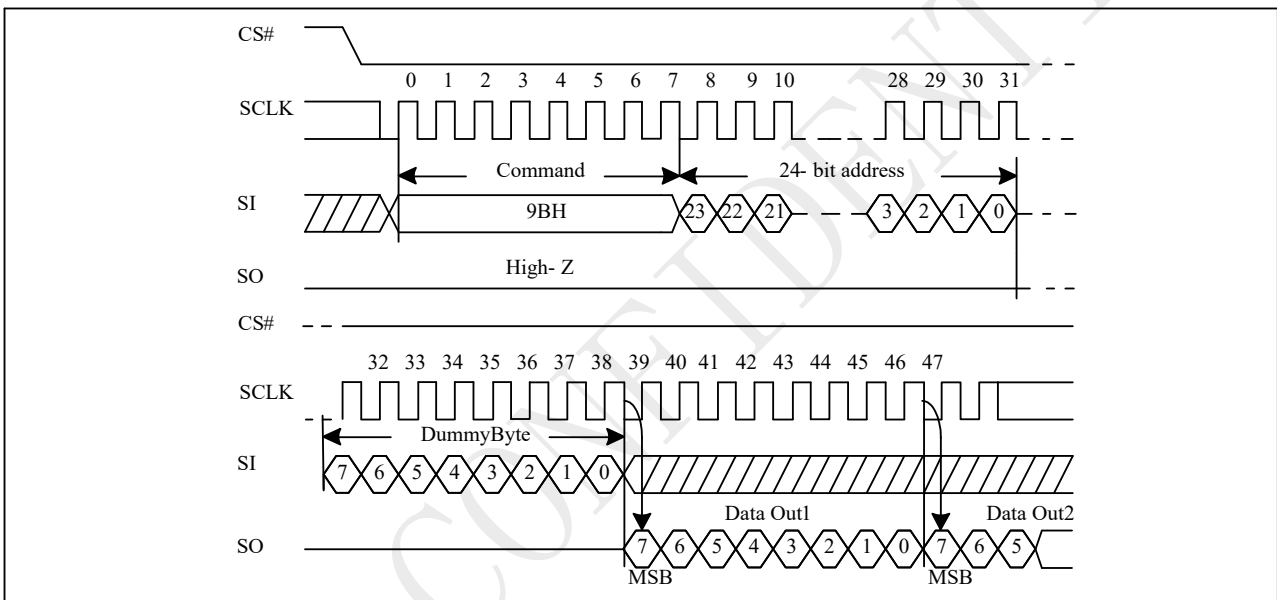 CS#
0 1 2 3 4 5 6 7 8 9 10 28 29 30 31
SCLK
Command 24- bit address
SI 9BH 23 22 21 3 2 1 0
SO High- Z
CS#
32 33 34 35 36 37 38 39 40 41 42 43 44 45 46 47
SCLK
DummyByte
SI 7 6 5 4 3 2 1 0
Data Out1 Data Out2
SO 7 6 5 4 3 2 1 0 7 6 5
MSB MSB
CONFIDENT